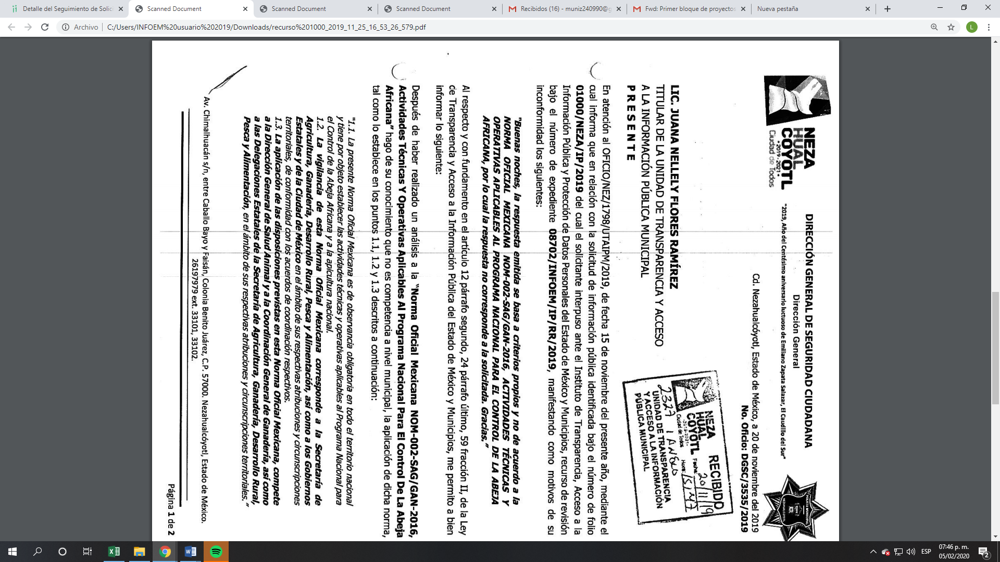 Detalle del Seguimiento de Solici
Scanned Document
Scanned Document
Scanned Document
Recibidos (16) - muniz240990@g
Fwd: Primer bloque de proyectos
Nueva pestaña
Archivo
C:/Users/INFOEM%20usuario%202019/Downloads/recurso%201000_2019_11_25_16_53_26_579.pdf
L
NEZA
HUAL
COYOTL
·2019-2021·
Ciudad de Todos
DIRECCIÓN GENERAL DE SEGURIDAD CIUDADANA
Dirección General
"2019, Año del Centésimo aniversario luctuoso de Emiliano Zapata Salazar, El Caudillo del Sur"
POLICIA MUNICIPAL
NEZAHUALCOYOTL
Cd. Nezahualcóyotl, Estado de México, a 20 de noviembre del 2019
No. Oficio: DGSC/3535/2019
NEZA
HUAL
COYOTL
·2019-2021·
Ciudad de Todos
RECIBIDO
Fecha: 20/11/19
Hora: 15:47
2327
UNIDAD DE TRANSPARENCIA
Y ACCESO A LA INFORMACIÓN
PÚBLICA MUNICIPAL
LIC. JUANA NELLELY FLORES RAMÍREZ
TITULAR DE LA UNIDAD DE TRANSPARENCIA Y ACCESO
A LA INFORMACIÓN PÚBLICA MUNICIPAL
P R E S E N T E
En atención al OFICIO/NEZ/1798/UTAIPM/2019, de fecha 15 de noviembre del presente año, mediante el
cual informa que en relación con la solicitud de información pública identificada bajo el número de folio
01000/NEZA/IP/2019 del cual el solicitante interpuso ante el Instituto de Transparencia, Acceso a la
Información Pública y Protección de Datos Personales del Estado de México y Municipios, recurso de revisión
bajo el número de expediente 08702/INFOEM/IP/RR/2019, manifestando como motivos de su
inconformidad los siguientes:
"Buenas noches, la respuesta emitida se basa a criterios propios y no de acuerdo a la
NORMA OFICIAL MEXICANA NOM-002-SAG/GAN-2016, ACTIVIDADES TÉCNICAS Y
OPERATIVAS APLICABLES AL PROGRAMA NACIONAL PARA EL CONTROL DE LA ABEJA
AFRICANA, por lo cual la respuesta no corresponde a la solicitada. Gracias."
Al respecto y con fundamento en el artículo 12 párrafo segundo, 24 párrafo último, 59 fracción II, de la Ley
de Transparencia y Acceso a la Información Pública del Estado de México y Municipios, me permito a bien
informar lo siguiente:
Después de haber realizado un análisis a la "Norma Oficial Mexicana NOM-002-SAG/GAN-2016,
Actividades Técnicas Y Operativas Aplicables Al Programa Nacional Para El Control De La Abeja
Africana" hago de su conocimiento que no es competencia a nivel municipal, la aplicación de dicha norma,
tal como lo establece en los puntos 1.1, 1.2 y 1.3 descritos a continuación:
"1.1. La presente Norma Oficial Mexicana es de observancia obligatoria en todo el territorio nacional
y tiene por objeto establecer las actividades técnicas y operativas aplicables al Programa Nacional para
el Control de la Abeja Africana y a la apicultura nacional.
1.2. La vigilancia de esta Norma Oficial Mexicana corresponde a la Secretaría de
Agricultura, Ganadería, Desarrollo Rural, Pesca y Alimentación, así como a los Gobiernos
Estatales y de la Ciudad de México en el ámbito de sus respectivas atribuciones y circunscripciones
territoriales, de conformidad con los acuerdos de coordinación respectivos.
1.3. La aplicación de las disposiciones previstas en esta Norma Oficial Mexicana, compete
a la Dirección General de Salud Animal y a la Coordinación General de Ganadería, así como
a las Delegaciones Estatales de la Secretaría de Agricultura, Ganadería, Desarrollo Rural,
Pesca y Alimentación, en el ámbito de sus respectivas atribuciones y circunscripciones territoriales."
Av. Chimalhuacán s/n, entre Caballo Bayo y Faisán, Colonia Benito Juárez, C.P. 57000. Nezahualcóyotl, Estado de México.
26197979 ext. 33101, 33102.
Página 1 de 2
ESP
07:46 p. m.
05/02/2020
2